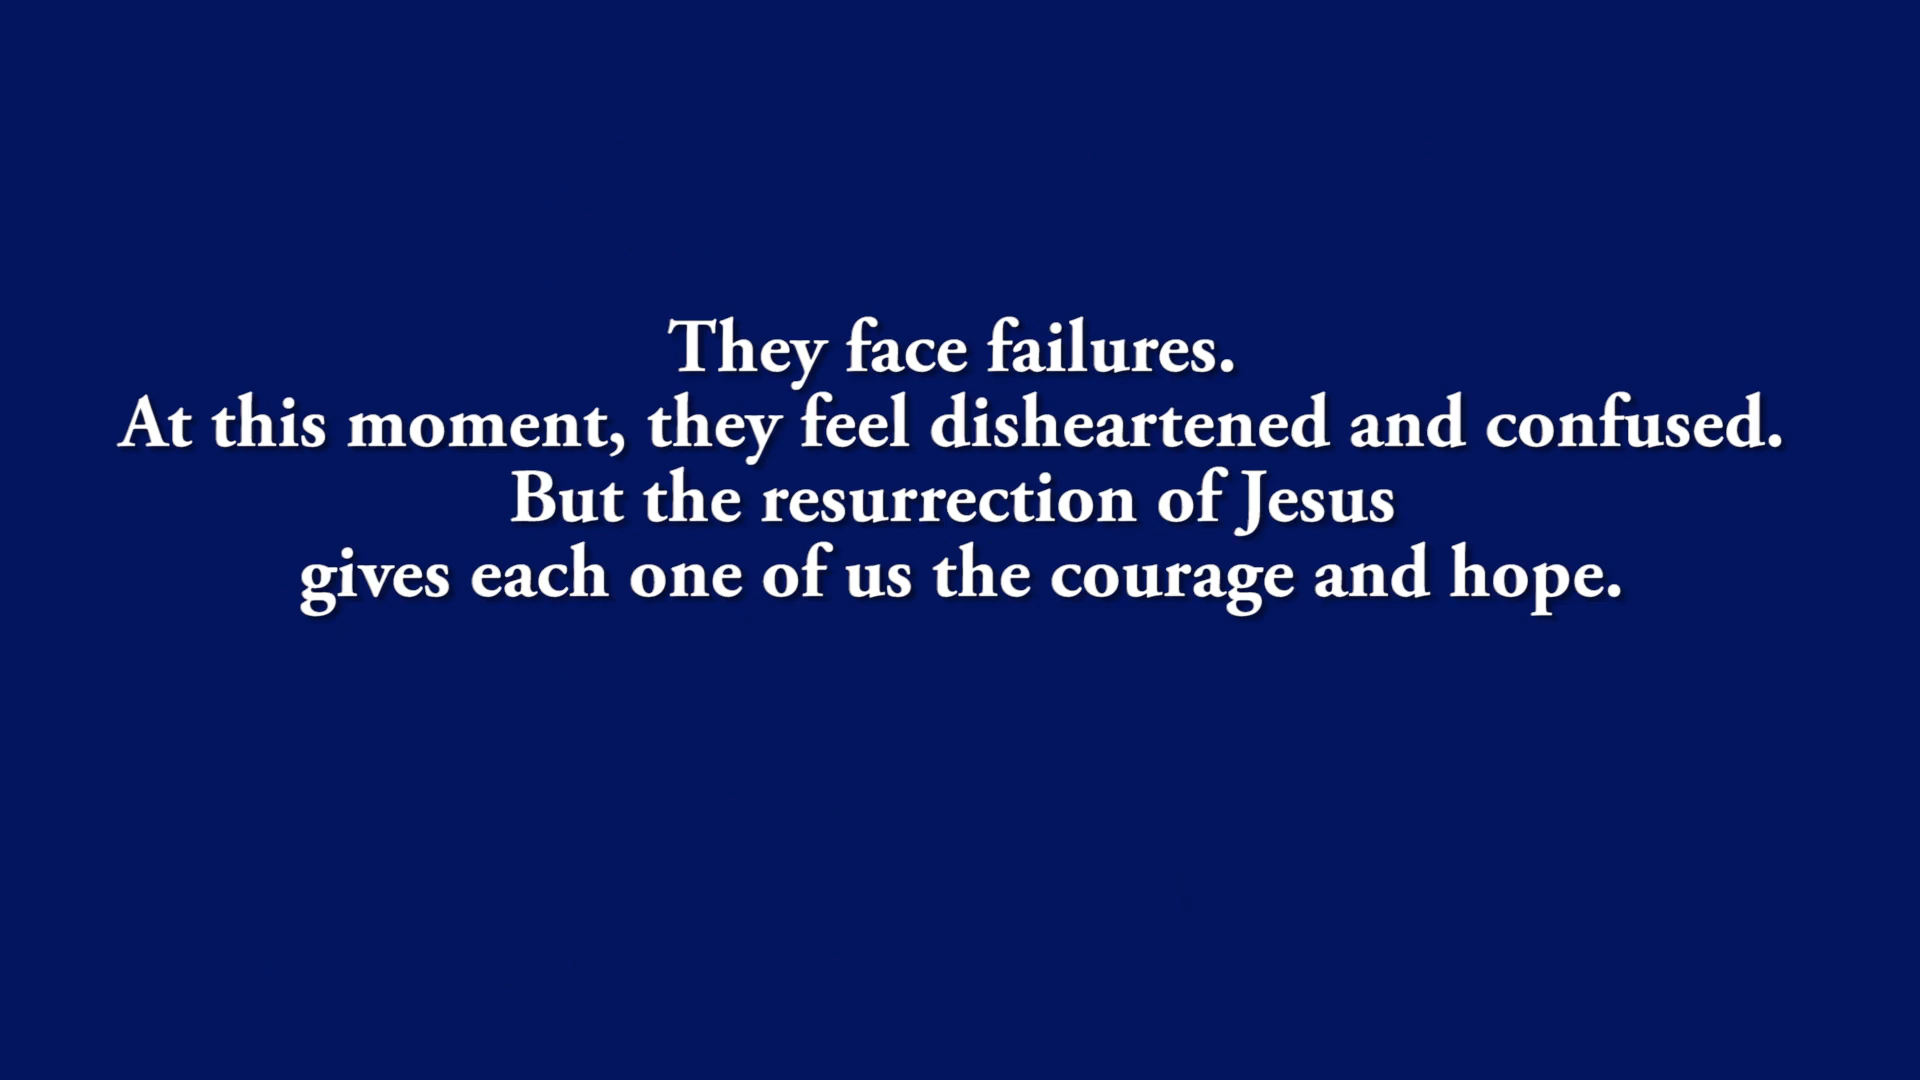 They face failures.
At this moment, they feel disheartened and confused.
But the resurrection of Jesus
gives each one of us the courage and hope.